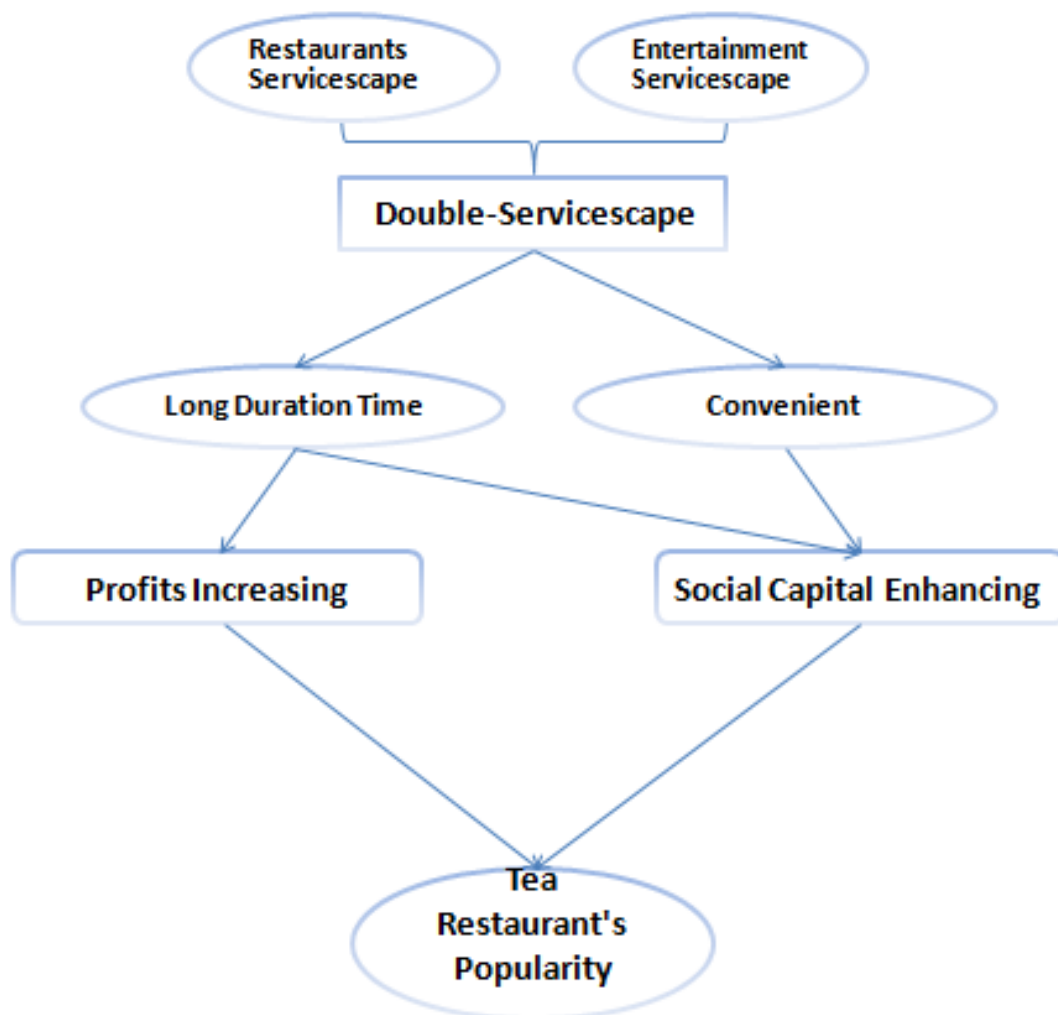 Restaurants
Servicescape
Entertainment
Servicescape
Double-Servicescape
Long Duration Time
Convenient
Profits Increasing
Social Capital Enhancing
Tea
Restaurant's
Popularity